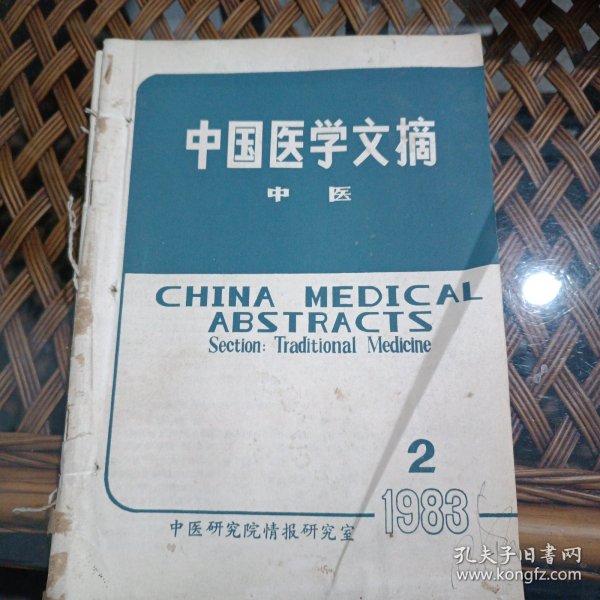 中国医学文摘
中医
CHINA MEDICAL
ABSTRACTS
Section: Traditional Medicine
2
1983
中医研究院情报研究室
孔夫子旧书网
www.kongfz.com